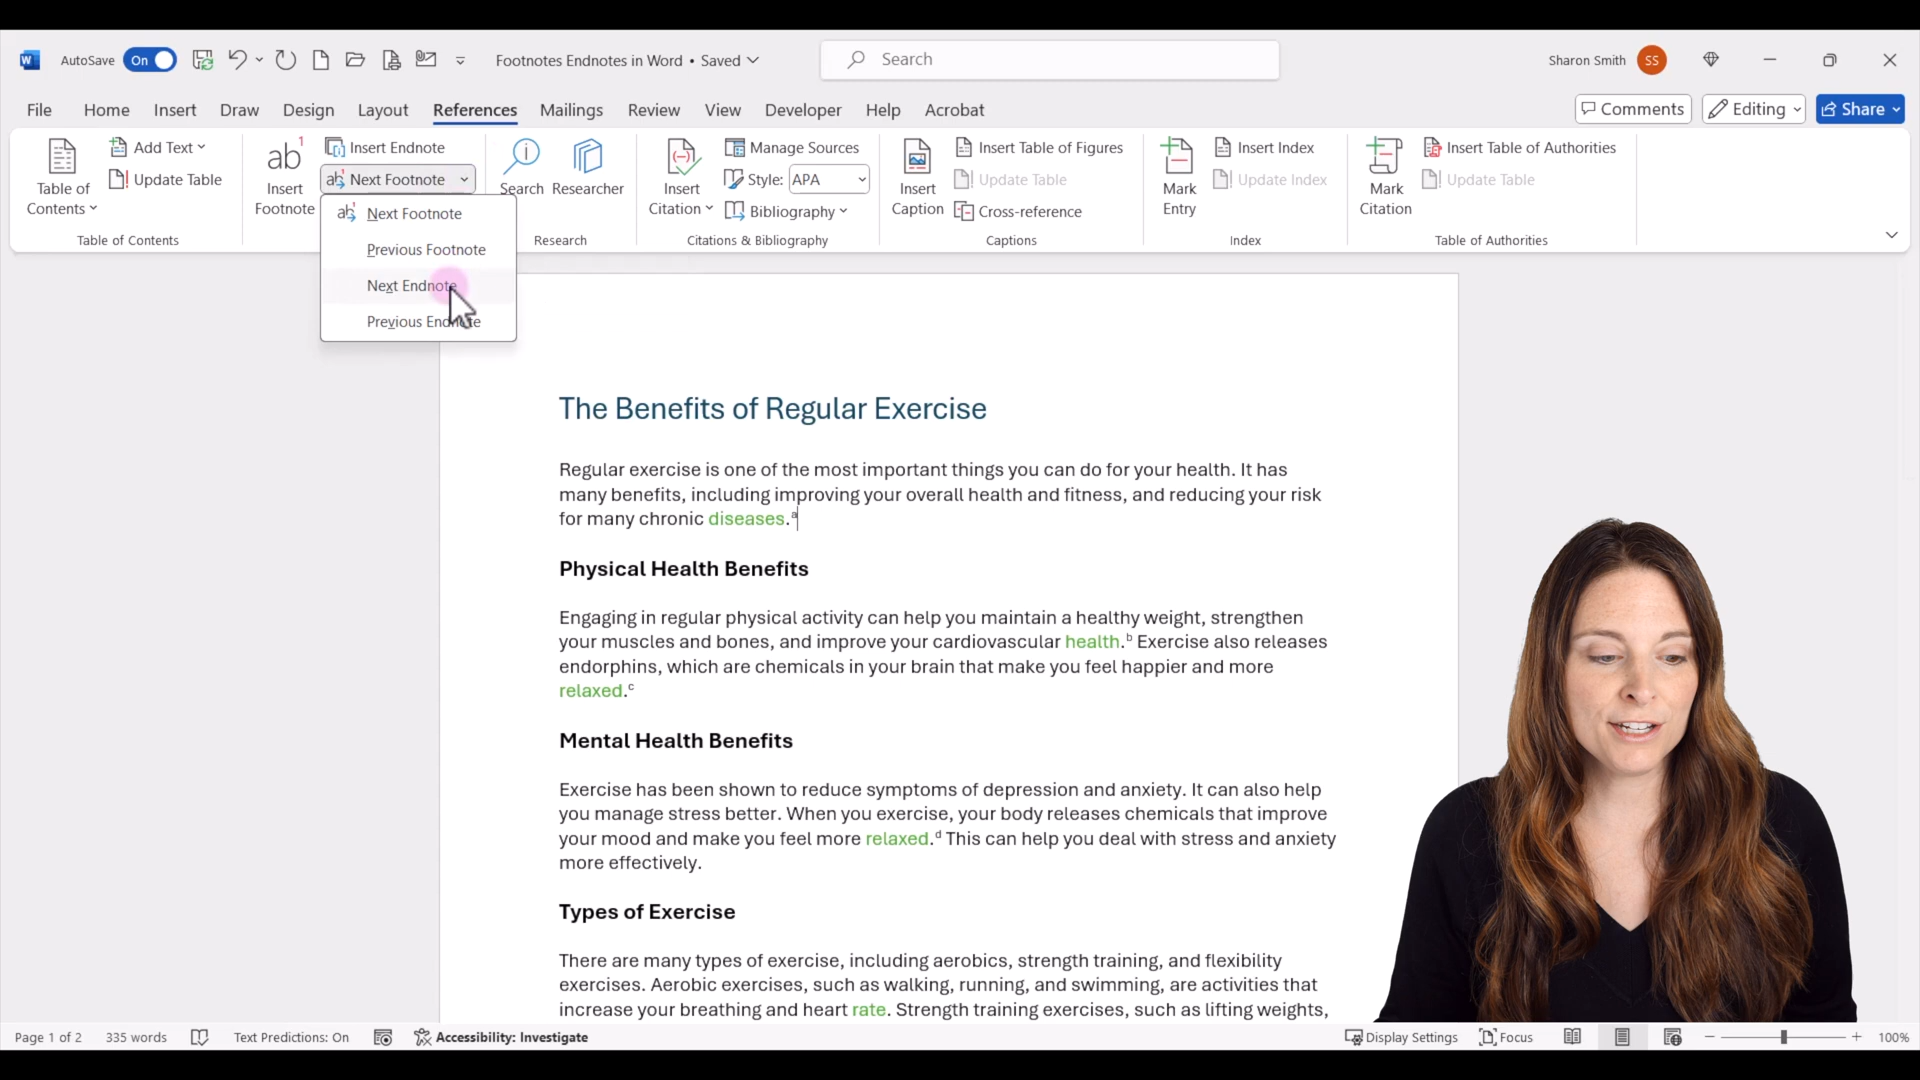 AutoSave On Footnotes Endnotes in Word • Saved Search Sharon Smith SS
File Home Insert Draw Design Layout References Mailings Review View Developer Help Acrobat Comments Editing Share
Table of Contents
Add Text
Update Table
Table of Contents
ab1
Insert Footnote
Insert Endnote
Next Footnote
Next Footnote
Previous Footnote
Next Endnote
Previous Endnote
Search
Researcher
Research
Insert Citation
Manage Sources
Style: APA
Bibliography
Citations & Bibliography
Insert Caption
Insert Table of Figures
Update Table
Cross-reference
Captions
Mark Entry
Insert Index
Update Index
Index
Mark Citation
Insert Table of Authorities
Update Table
Table of Authorities
The Benefits of Regular Exercise
Regular exercise is one of the most important things you can do for your health. It has
many benefits, including improving your overall health and fitness, and reducing your risk
for many chronic diseases.a
Physical Health Benefits
Engaging in regular physical activity can help you maintain a healthy weight, strengthen
your muscles and bones, and improve your cardiovascular health.b Exercise also releases
endorphins, which are chemicals in your brain that make you feel happier and more
relaxed.c
Mental Health Benefits
Exercise has been shown to reduce symptoms of depression and anxiety. It can also help
you manage stress better. When you exercise, your body releases chemicals that improve
your mood and make you feel more relaxed.d This can help you deal with stress and anxiety
more effectively.
Types of Exercise
There are many types of exercise, including aerobics, strength training, and flexibility
exercises. Aerobic exercises, such as walking, running, and swimming, are activities that
increase your breathing and heart rate. Strength training exercises, such as lifting weights,
Page 1 of 2 335 words Text Predictions: On Accessibility: Investigate Display Settings Focus 100%